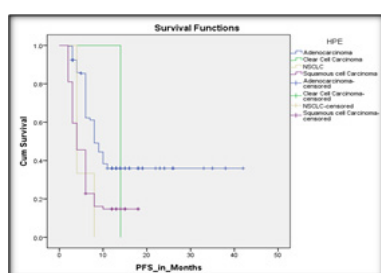 Survival Functions
HPE
Adenocarcinoma
Clear Cell Carcinoma
NSCLC
Squamous cell Carcinoma
Adenocarcinoma-
censored
Clear Cell Carcinoma-
censored
NSCLC-censored
Squamous cell Carcinoma-
censored
Cum Survival
1.0
0.8
0.6
0.4
0.2
0.0
0
10
20
30
40
50
PFS_in_Months